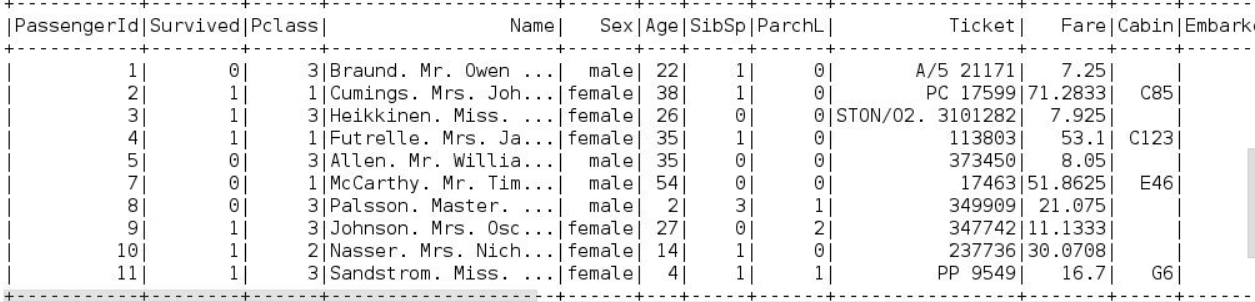 |PassengerId|Survived|Pclass|                Name|   Sex|Age|SibSp|ParchL|          Ticket|   Fare|Cabin|Embark
|          1|       0|     3|Braund. Mr. Owen ...|  male| 22|    1|     0|       A/5 21171|   7.25|     |
|          2|       1|     1|Cumings. Mrs. Joh...|female| 38|    1|     0|        PC 17599|71.2833|  C85|
|          3|       1|     3|Heikkinen. Miss. ...|female| 26|    0|     0|STON/O2. 3101282|  7.925|     |
|          4|       1|     1|Futrelle. Mrs. Ja...|female| 35|    1|     0|          113803|   53.1| C123|
|          5|       0|     3|Allen. Mr. Willia...|  male| 35|    0|     0|          373450|   8.05|     |
|          7|       0|     1|McCarthy. Mr. Tim...|  male| 54|    0|     0|           17463|51.8625|  E46|
|          8|       0|     3|Palsson. Master. ...|  male|  2|    3|     1|          349909| 21.075|     |
|          9|       1|     3|Johnson. Mrs. Osc...|female| 27|    0|     2|          347742|11.1333|     |
|         10|       1|     2|Nasser. Mrs. Nich...|female| 14|    1|     0|          237736|30.0708|     |
|         11|       1|     3|Sandstrom. Miss. ...|female|  4|    1|     1|         PP 9549|   16.7|   G6|